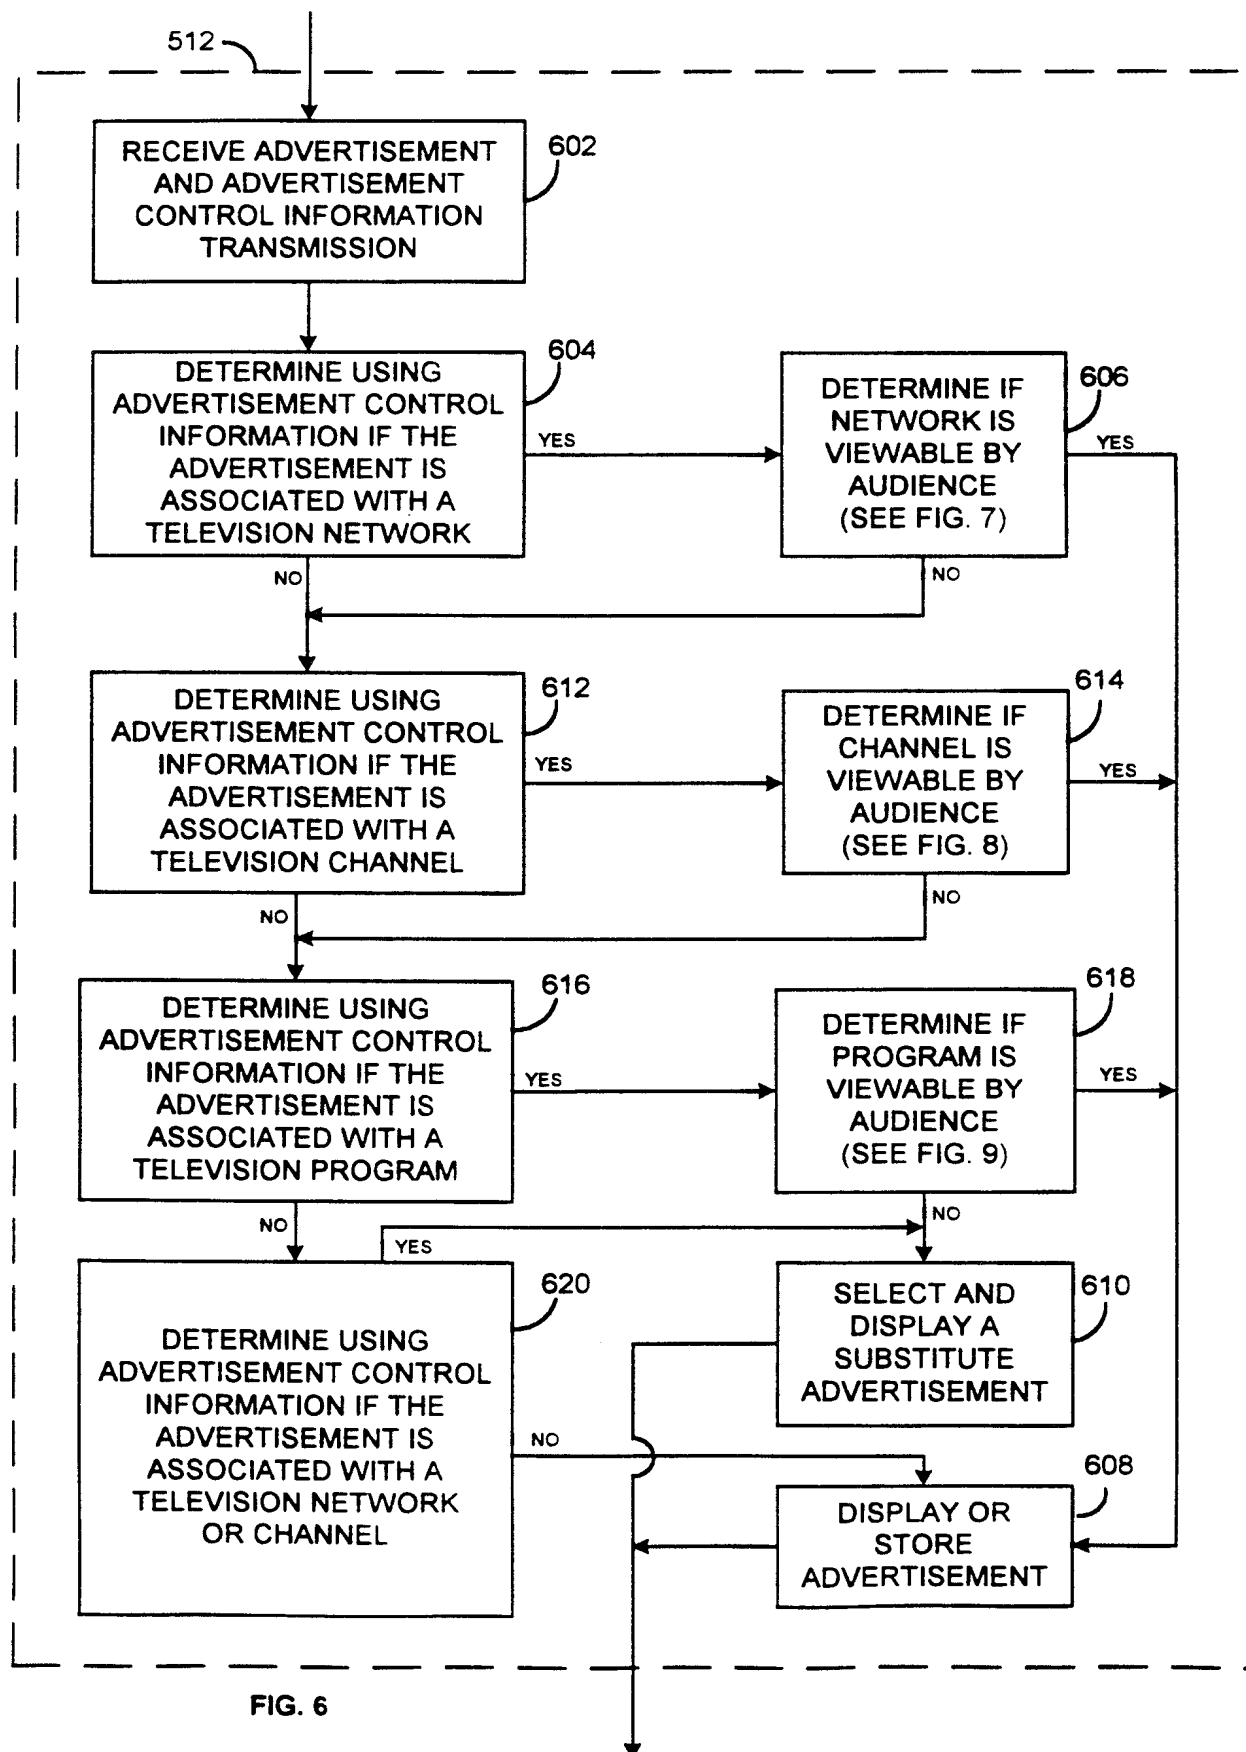 512
RECEIVE ADVERTISEMENT
AND ADVERTISEMENT
CONTROL INFORMATION
TRANSMISSION
602
DETERMINE USING
ADVERTISEMENT CONTROL
INFORMATION IF THE
ADVERTISEMENT IS
ASSOCIATED WITH A
TELEVISION NETWORK
604
YES
NO
DETERMINE IF
NETWORK IS
VIEWABLE BY
AUDIENCE
(SEE FIG. 7)
606
YES
NO
DETERMINE USING
ADVERTISEMENT CONTROL
INFORMATION IF THE
ADVERTISEMENT IS
ASSOCIATED WITH A
TELEVISION CHANNEL
612
YES
NO
DETERMINE IF
CHANNEL IS
VIEWABLE BY
AUDIENCE
(SEE FIG. 8)
614
YES
NO
DETERMINE USING
ADVERTISEMENT CONTROL
INFORMATION IF THE
ADVERTISEMENT IS
ASSOCIATED WITH A
TELEVISION PROGRAM
616
YES
NO
DETERMINE IF
PROGRAM IS
VIEWABLE BY
AUDIENCE
(SEE FIG. 9)
618
YES
NO
YES
DETERMINE USING
ADVERTISEMENT CONTROL
INFORMATION IF THE
ADVERTISEMENT IS
ASSOCIATED WITH A
TELEVISION NETWORK
OR CHANNEL
620
NO
SELECT AND
DISPLAY A
SUBSTITUTE
ADVERTISEMENT
610
DISPLAY OR
STORE
ADVERTISEMENT
608
FIG. 6